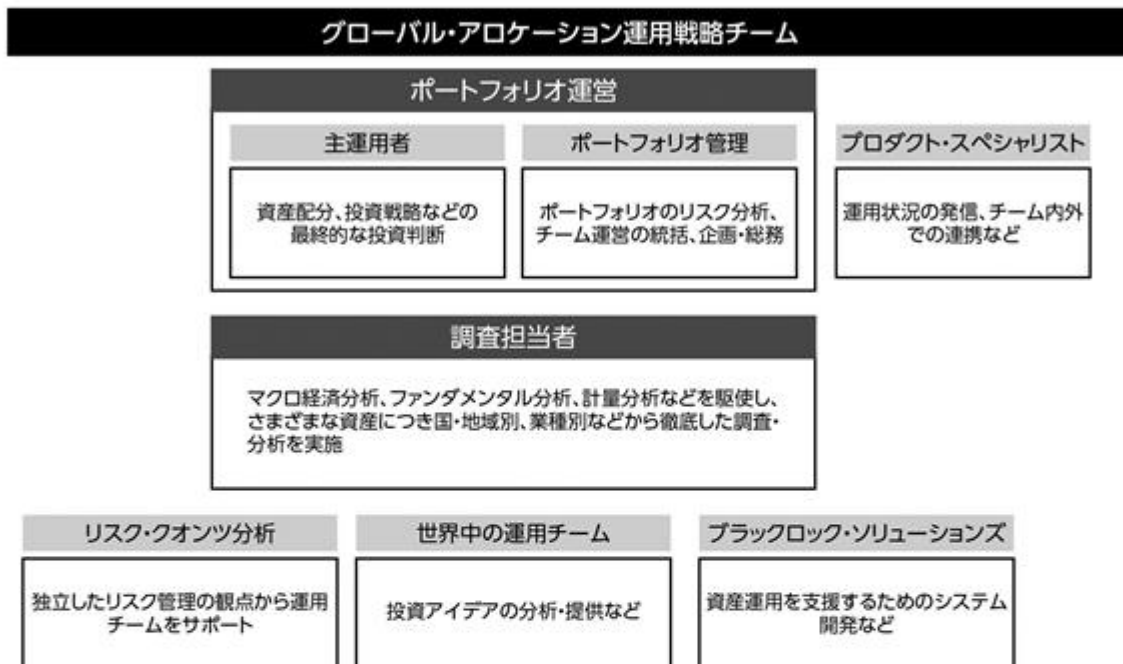 グローバル・アロケーション運用戦略チーム
ポートフォリオ運営
主運用者
資産配分、投資戦略などの
最終的な投資判断
ポートフォリオ管理
ポートフォリオのリスク分析、
チーム運営の統括、企画・総務
プロダクト・スペシャリスト
運用状況の発信、チーム内外
での連携など
調査担当者
マクロ経済分析、ファンダメンタル分析、計量分析などを駆使し、
さまざまな資産につき国・地域別、業種別などから徹底した調査・
分析を実施
リスク・クオンツ分析
独立したリスク管理の観点から運用
チームをサポート
世界中の運用チーム
投資アイデアの分析・提供など
ブラックロック・ソリューションズ
資産運用を支援するためのシステム
開発など